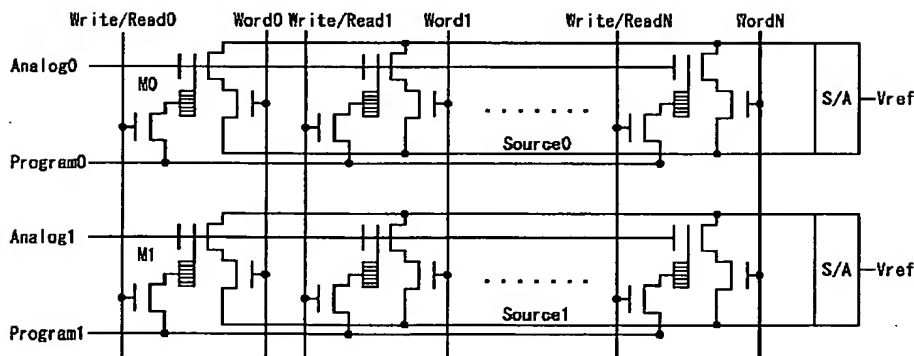 Write/Read0 Word0 Write/Read1 Word1 Write/ReadN WordN
Analog0
M0
S/A Vref
Source0
Program0
Analog1
M1
S/A Vref
Source1
Program1